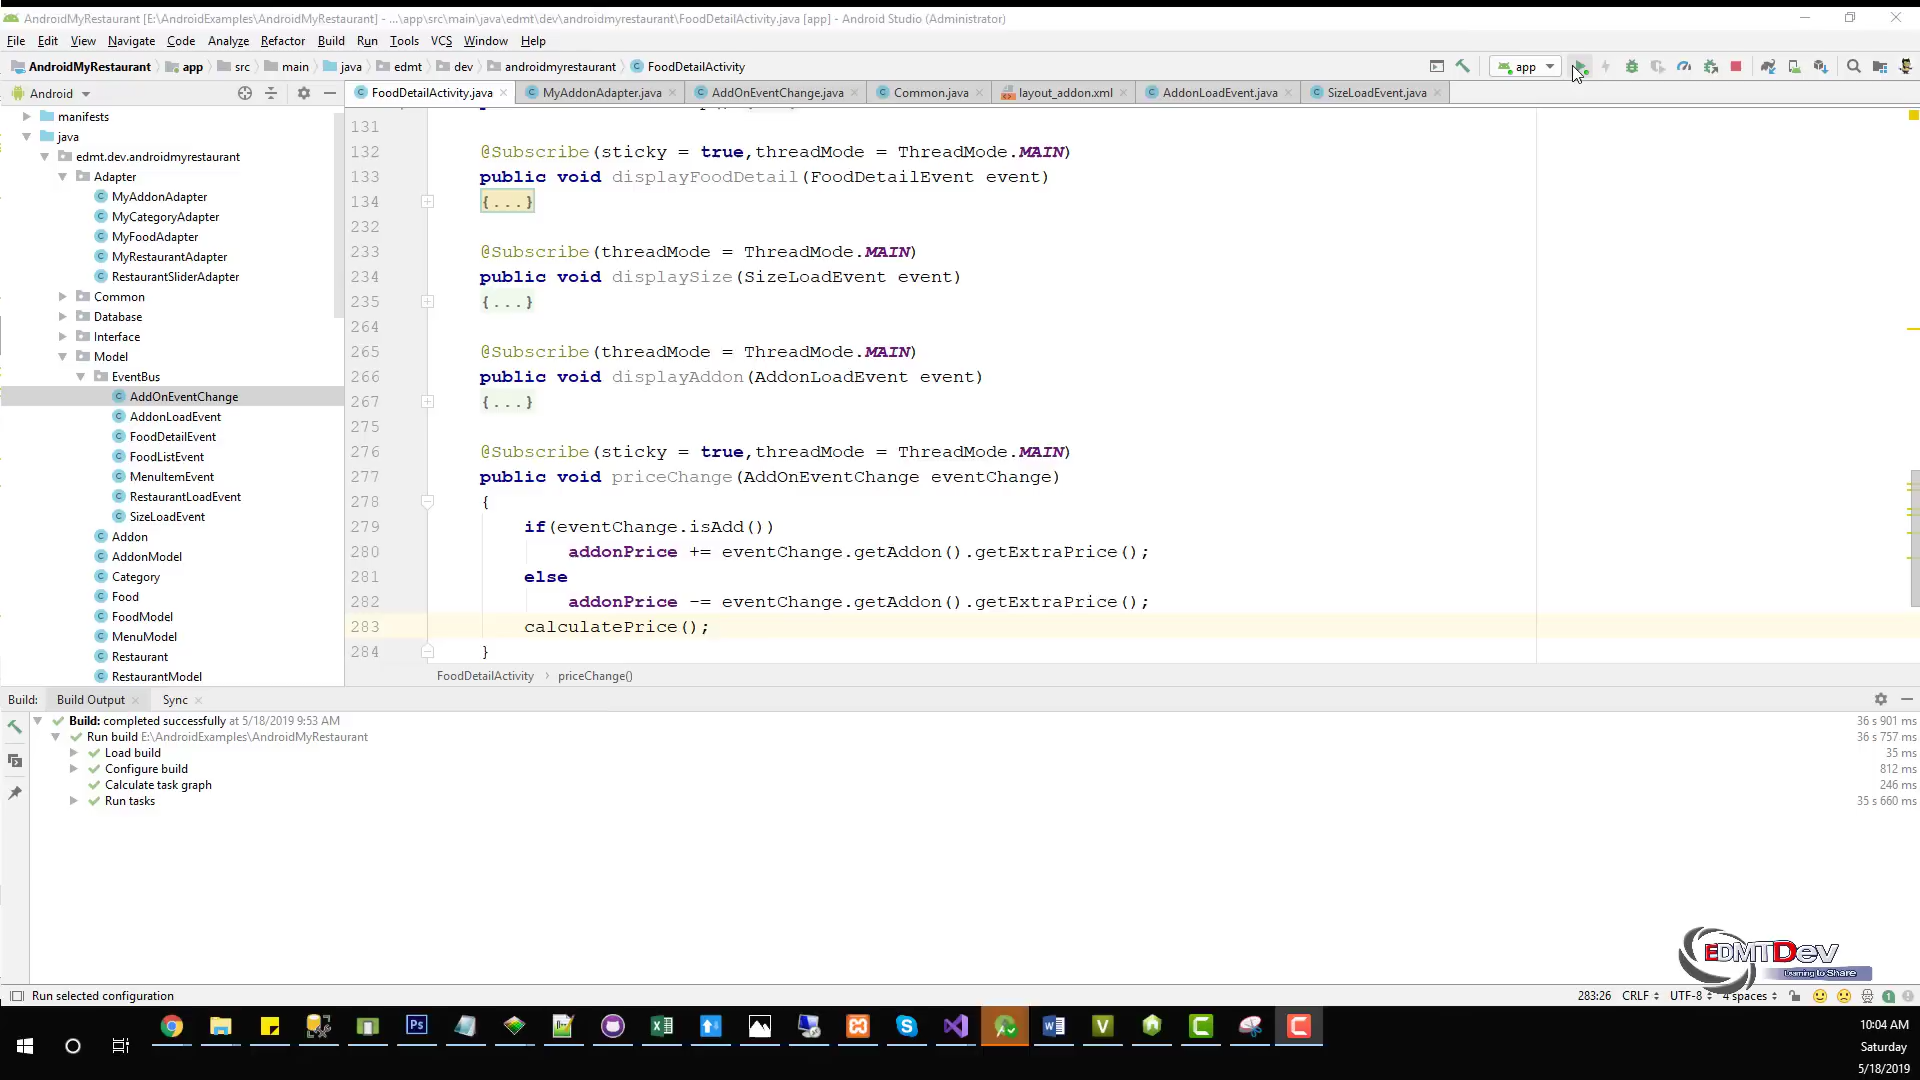 AndroidMyRestaurant [E:\AndroidExamples\AndroidMyRestaurant] - ...\app\src\main\java\edmt\dev\androidmyrestaurant\FoodDetailActivity.java [app] - Android Studio (Administrator)
File Edit View Navigate Code Analyze Refactor Build Run Tools VCS Window Help
AndroidMyRestaurant app src main java edmt dev androidmyrestaurant FoodDetailActivity app
Android FoodDetailActivity.java MyAddonAdapter.java AddOnEventChange.java Common.java layout_addon.xml AddonLoadEvent.java SizeLoadEvent.java
manifests
java
edmt.dev.androidmyrestaurant
Adapter
MyAddonAdapter
MyCategoryAdapter
MyFoodAdapter
MyRestaurantAdapter
RestaurantSliderAdapter
Common
Database
Interface
Model
EventBus
AddOnEventChange
AddonLoadEvent
FoodDetailEvent
FoodListEvent
MenuItemEvent
RestaurantLoadEvent
SizeLoadEvent
Addon
AddonModel
Category
Food
FoodModel
MenuModel
Restaurant
RestaurantModel
131
132 @Subscribe(sticky = true,threadMode = ThreadMode.MAIN)
133 public void displayFoodDetail(FoodDetailEvent event)
134 {...}
232
233 @Subscribe(threadMode = ThreadMode.MAIN)
234 public void displaySize(SizeLoadEvent event)
235 {...}
264
265 @Subscribe(threadMode = ThreadMode.MAIN)
266 public void displayAddon(AddonLoadEvent event)
267 {...}
275
276 @Subscribe(sticky = true,threadMode = ThreadMode.MAIN)
277 public void priceChange(AddOnEventChange eventChange)
278 {
279 if(eventChange.isAdd())
280 addonPrice += eventChange.getAddon().getExtraPrice();
281 else
282 addonPrice -= eventChange.getAddon().getExtraPrice();
283 calculatePrice();
284 }
FoodDetailActivity › priceChange()
Build: Build Output Sync
Build: completed successfully at 5/18/2019 9:53 AM 36 s 901 ms
Run build E:\AndroidExamples\AndroidMyRestaurant 36 s 757 ms
Load build 35 ms
Configure build 812 ms
Calculate task graph 246 ms
Run tasks 35 s 660 ms
EDMTDev
Learning to Share
Run selected configuration 283:26 CRLF UTF-8 4 spaces 1
10:04 AM
Saturday
5/18/2019